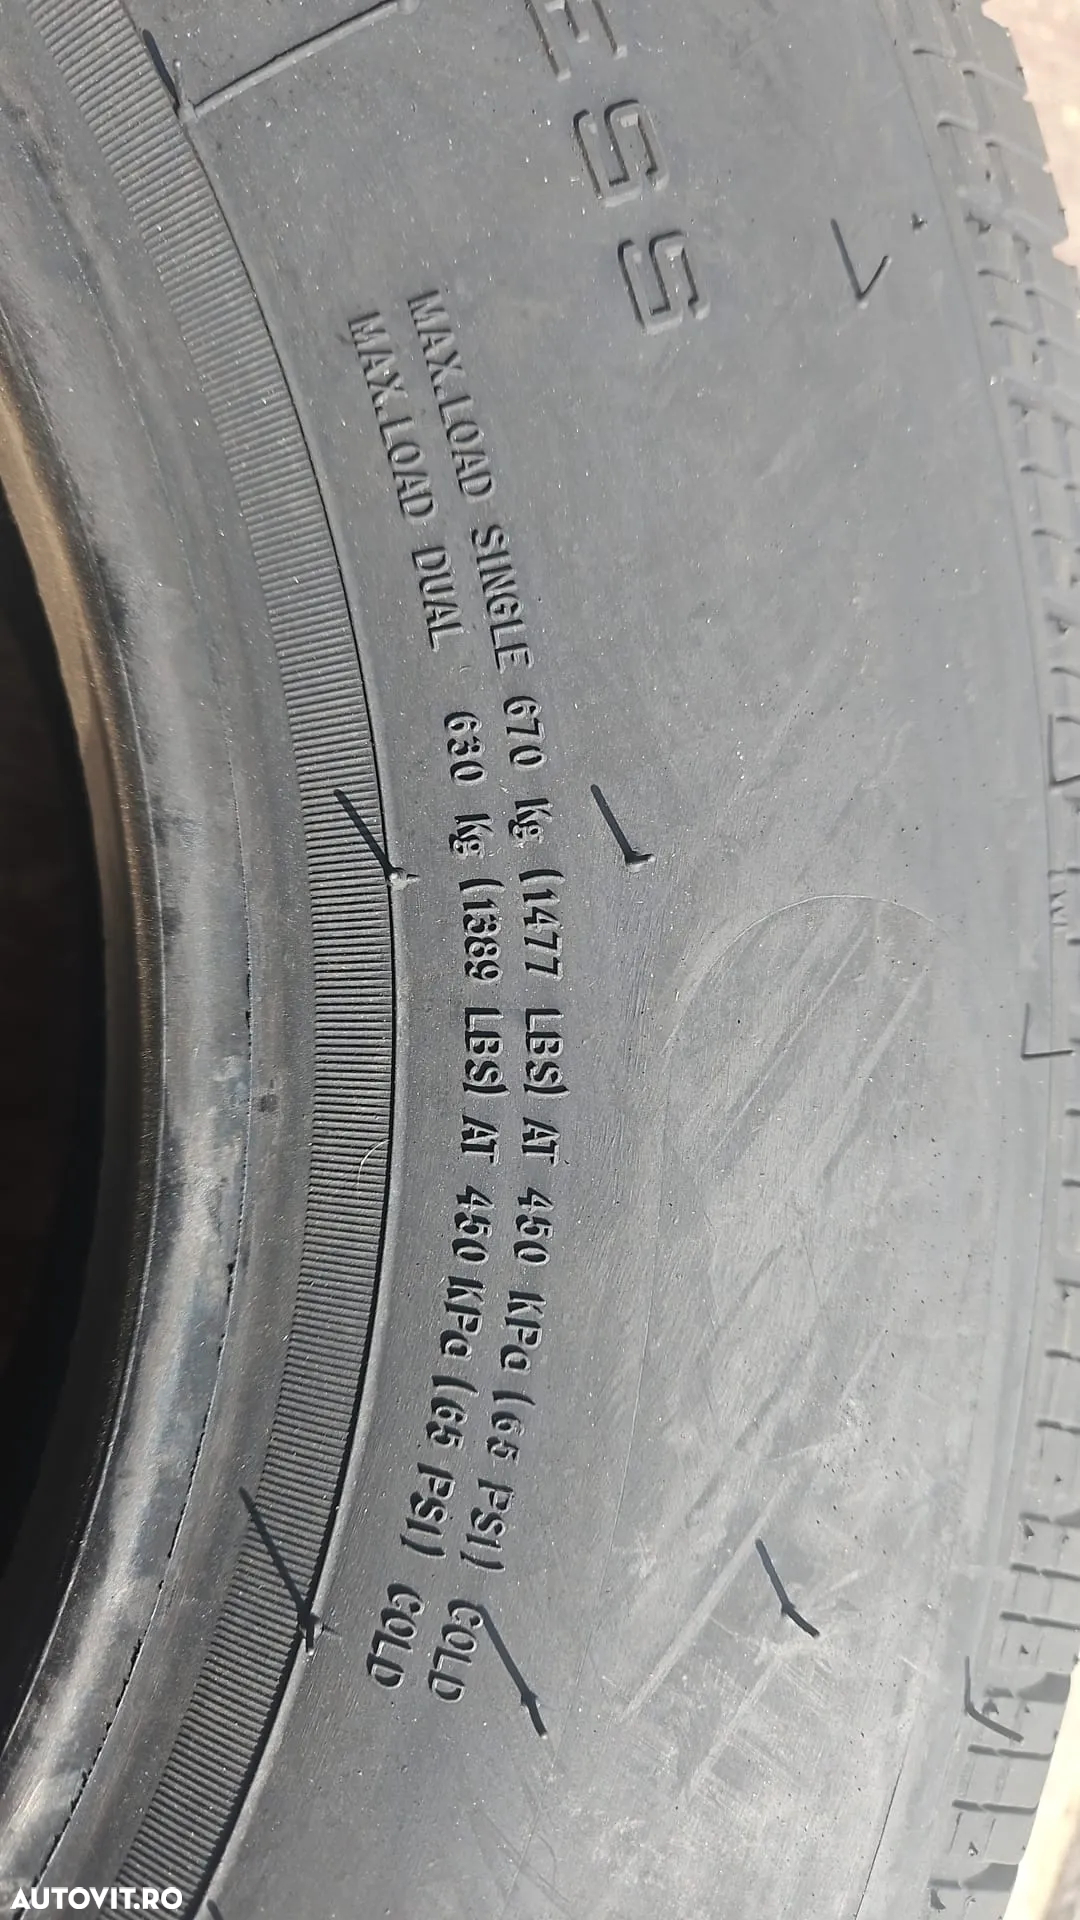 ESS
MAX.LOAD SINGLE 670 Kg (1477 LBS) AT 450 KPa (65 PSI) COLD
MAX.LOAD DUAL 630 Kg (1389 LBS) AT 450 KPa (65 PSI) COLD
AUTOVIT.RO